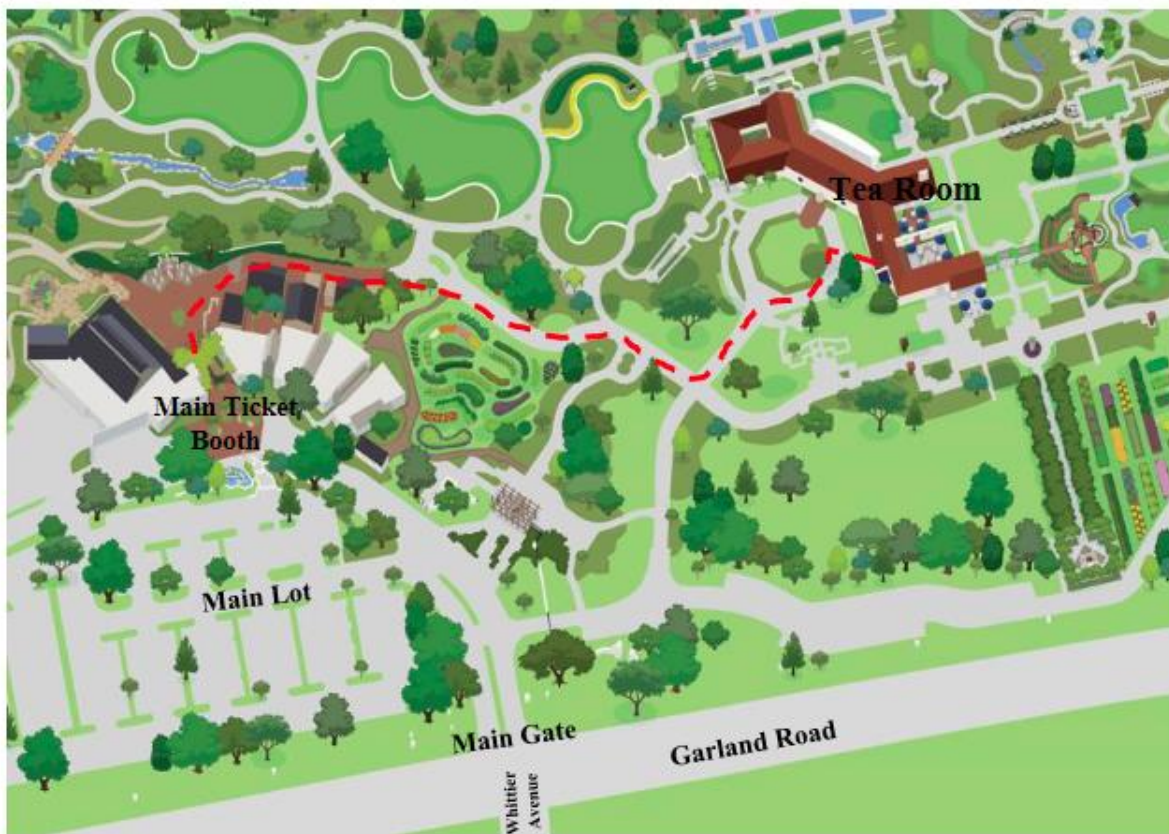 Tea Room
Main Ticket
Booth
Main Lot
Main Gate
Garland Road
Whittier
Avenue